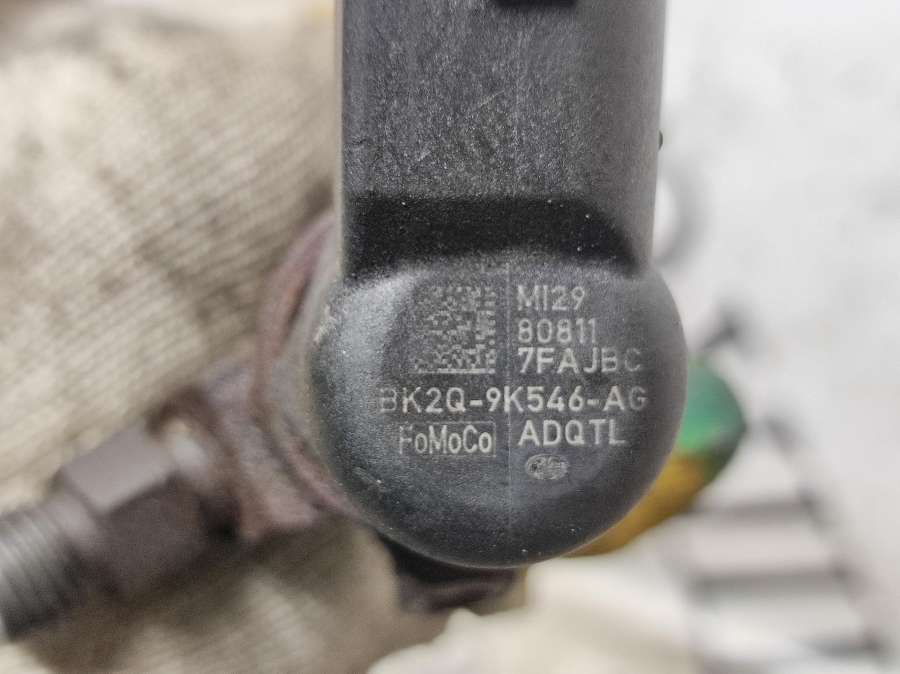 MI29
80811
7FAJBC
BK2Q-9K546-AG
FoMoCo ADQTL